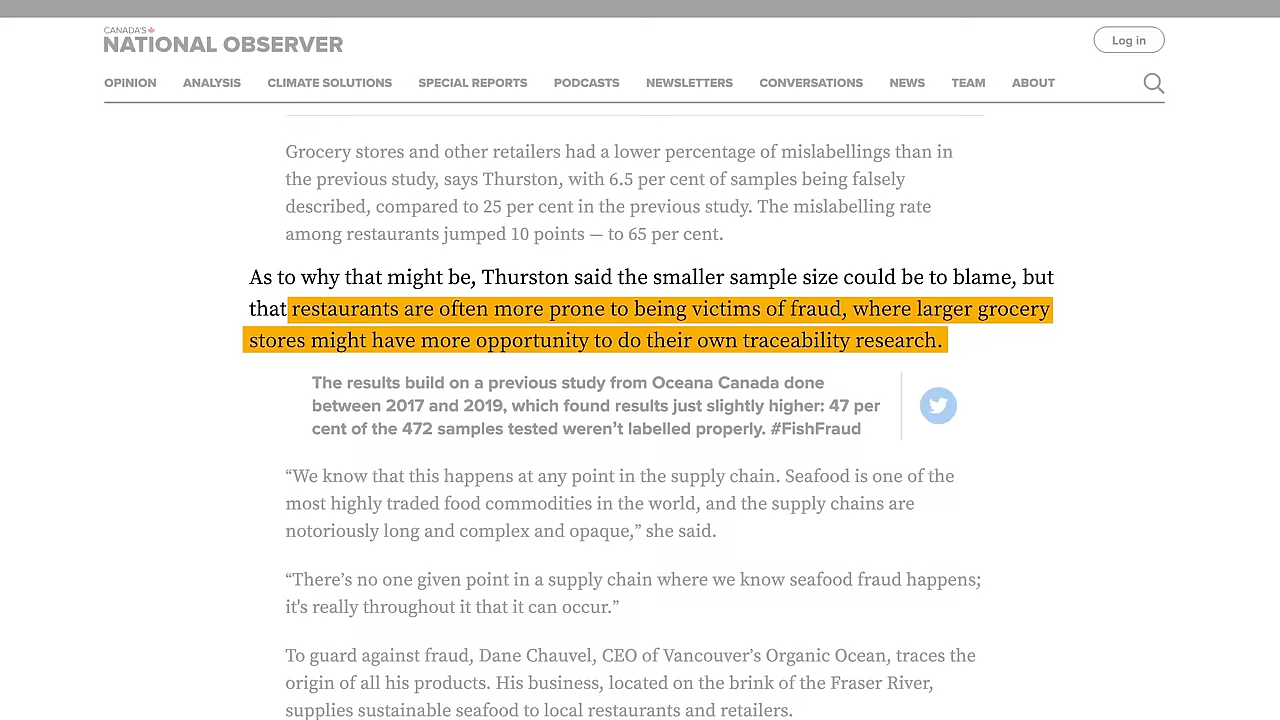 CANADA'S
NATIONAL OBSERVER
Log in
OPINION ANALYSIS CLIMATE SOLUTIONS SPECIAL REPORTS PODCASTS NEWSLETTERS CONVERSATIONS NEWS TEAM ABOUT
Grocery stores and other retailers had a lower percentage of mislabellings than in
the previous study, says Thurston, with 6.5 per cent of samples being falsely
described, compared to 25 per cent in the previous study. The mislabelling rate
among restaurants jumped 10 points — to 65 per cent.
As to why that might be, Thurston said the smaller sample size could be to blame, but
that restaurants are often more prone to being victims of fraud, where larger grocery
stores might have more opportunity to do their own traceability research.
The results build on a previous study from Oceana Canada done
between 2017 and 2019, which found results just slightly higher: 47 per
cent of the 472 samples tested weren’t labelled properly. #FishFraud
“We know that this happens at any point in the supply chain. Seafood is one of the
most highly traded food commodities in the world, and the supply chains are
notoriously long and complex and opaque,” she said.
“There’s no one given point in a supply chain where we know seafood fraud happens;
it's really throughout it that it can occur.”
To guard against fraud, Dane Chauvel, CEO of Vancouver’s Organic Ocean, traces the
origin of all his products. His business, located on the brink of the Fraser River,
supplies sustainable seafood to local restaurants and retailers.